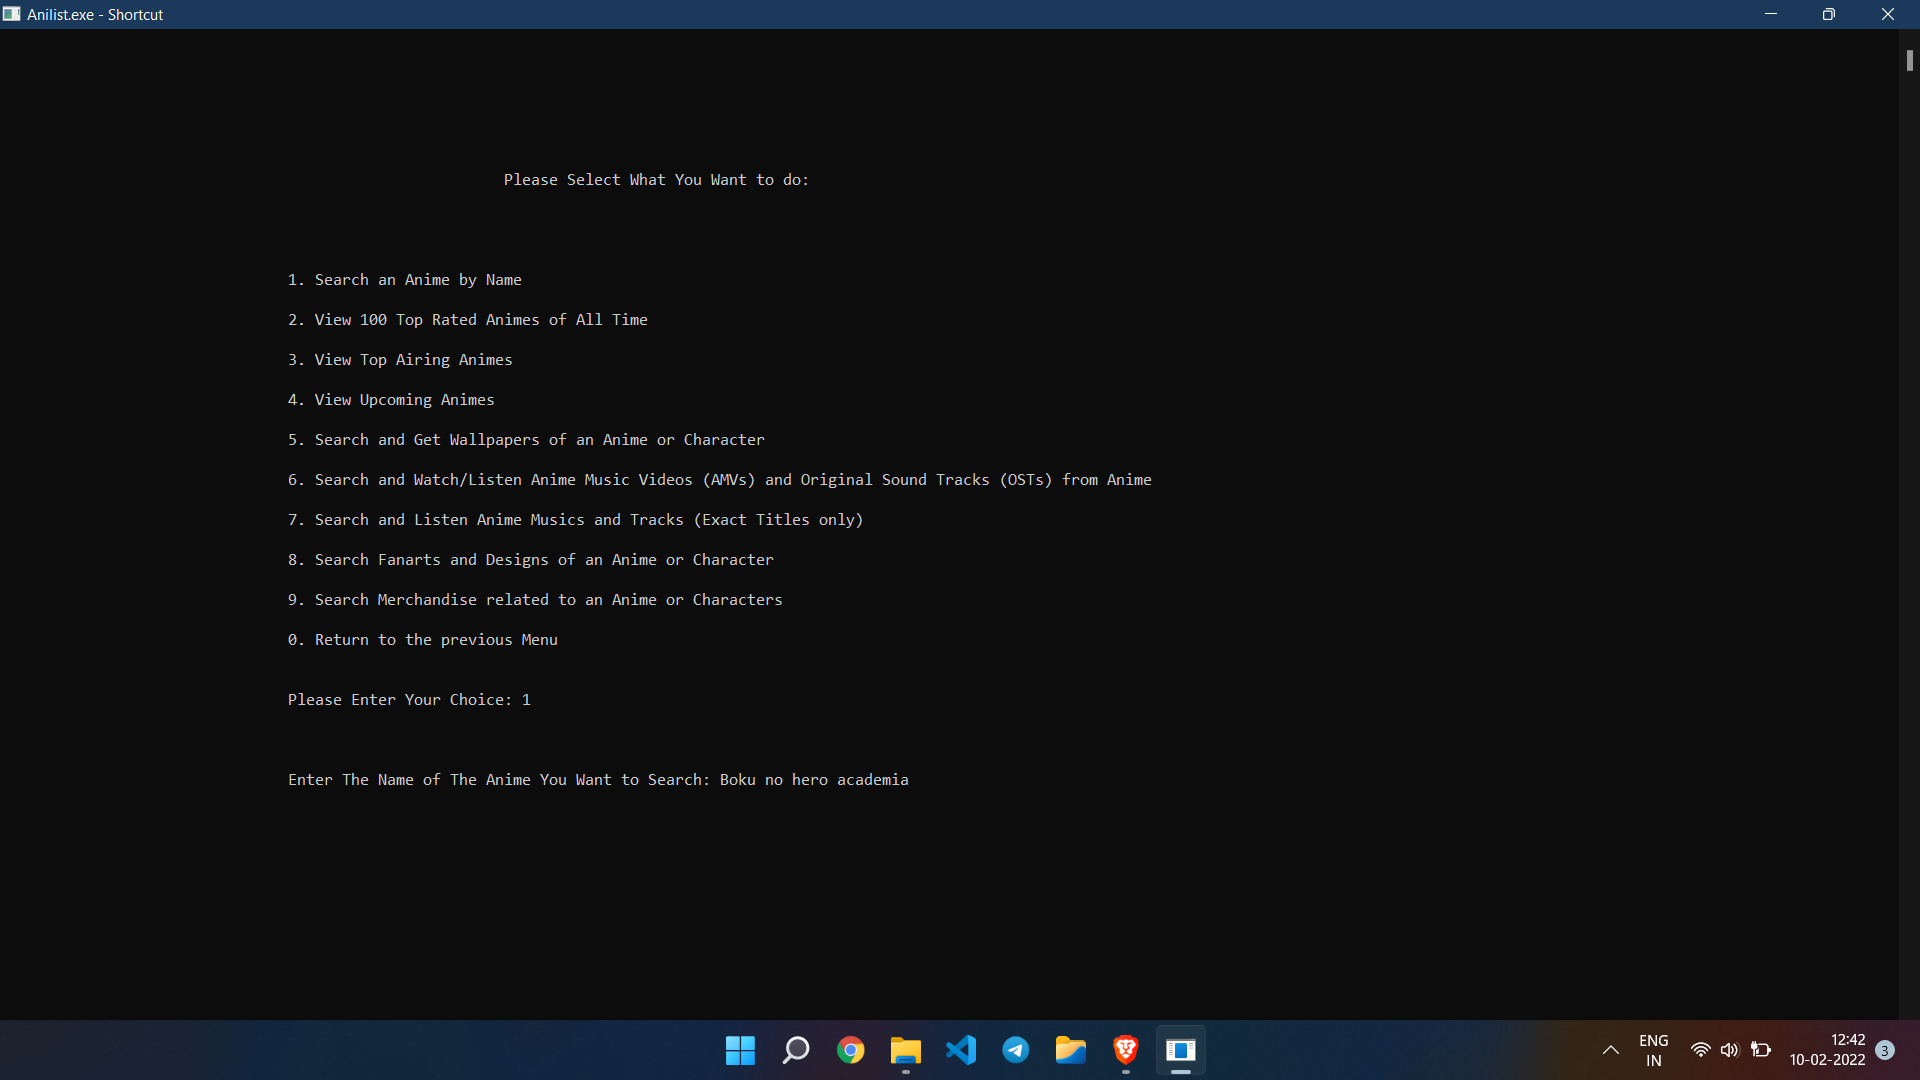 Anilist.exe - Shortcut
Please Select What You Want to do:
1. Search an Anime by Name
2. View 100 Top Rated Animes of All Time
3. View Top Airing Animes
4. View Upcoming Animes
5. Search and Get Wallpapers of an Anime or Character
6. Search and Watch/Listen Anime Music Videos (AMVs) and Original Sound Tracks (OSTs) from Anime
7. Search and Listen Anime Musics and Tracks (Exact Titles only)
8. Search Fanarts and Designs of an Anime or Character
9. Search Merchandise related to an Anime or Characters
0. Return to the previous Menu
Please Enter Your Choice: 1
Enter The Name of The Anime You Want to Search: Boku no hero academia
ENG
IN
12:42
10-02-2022
3